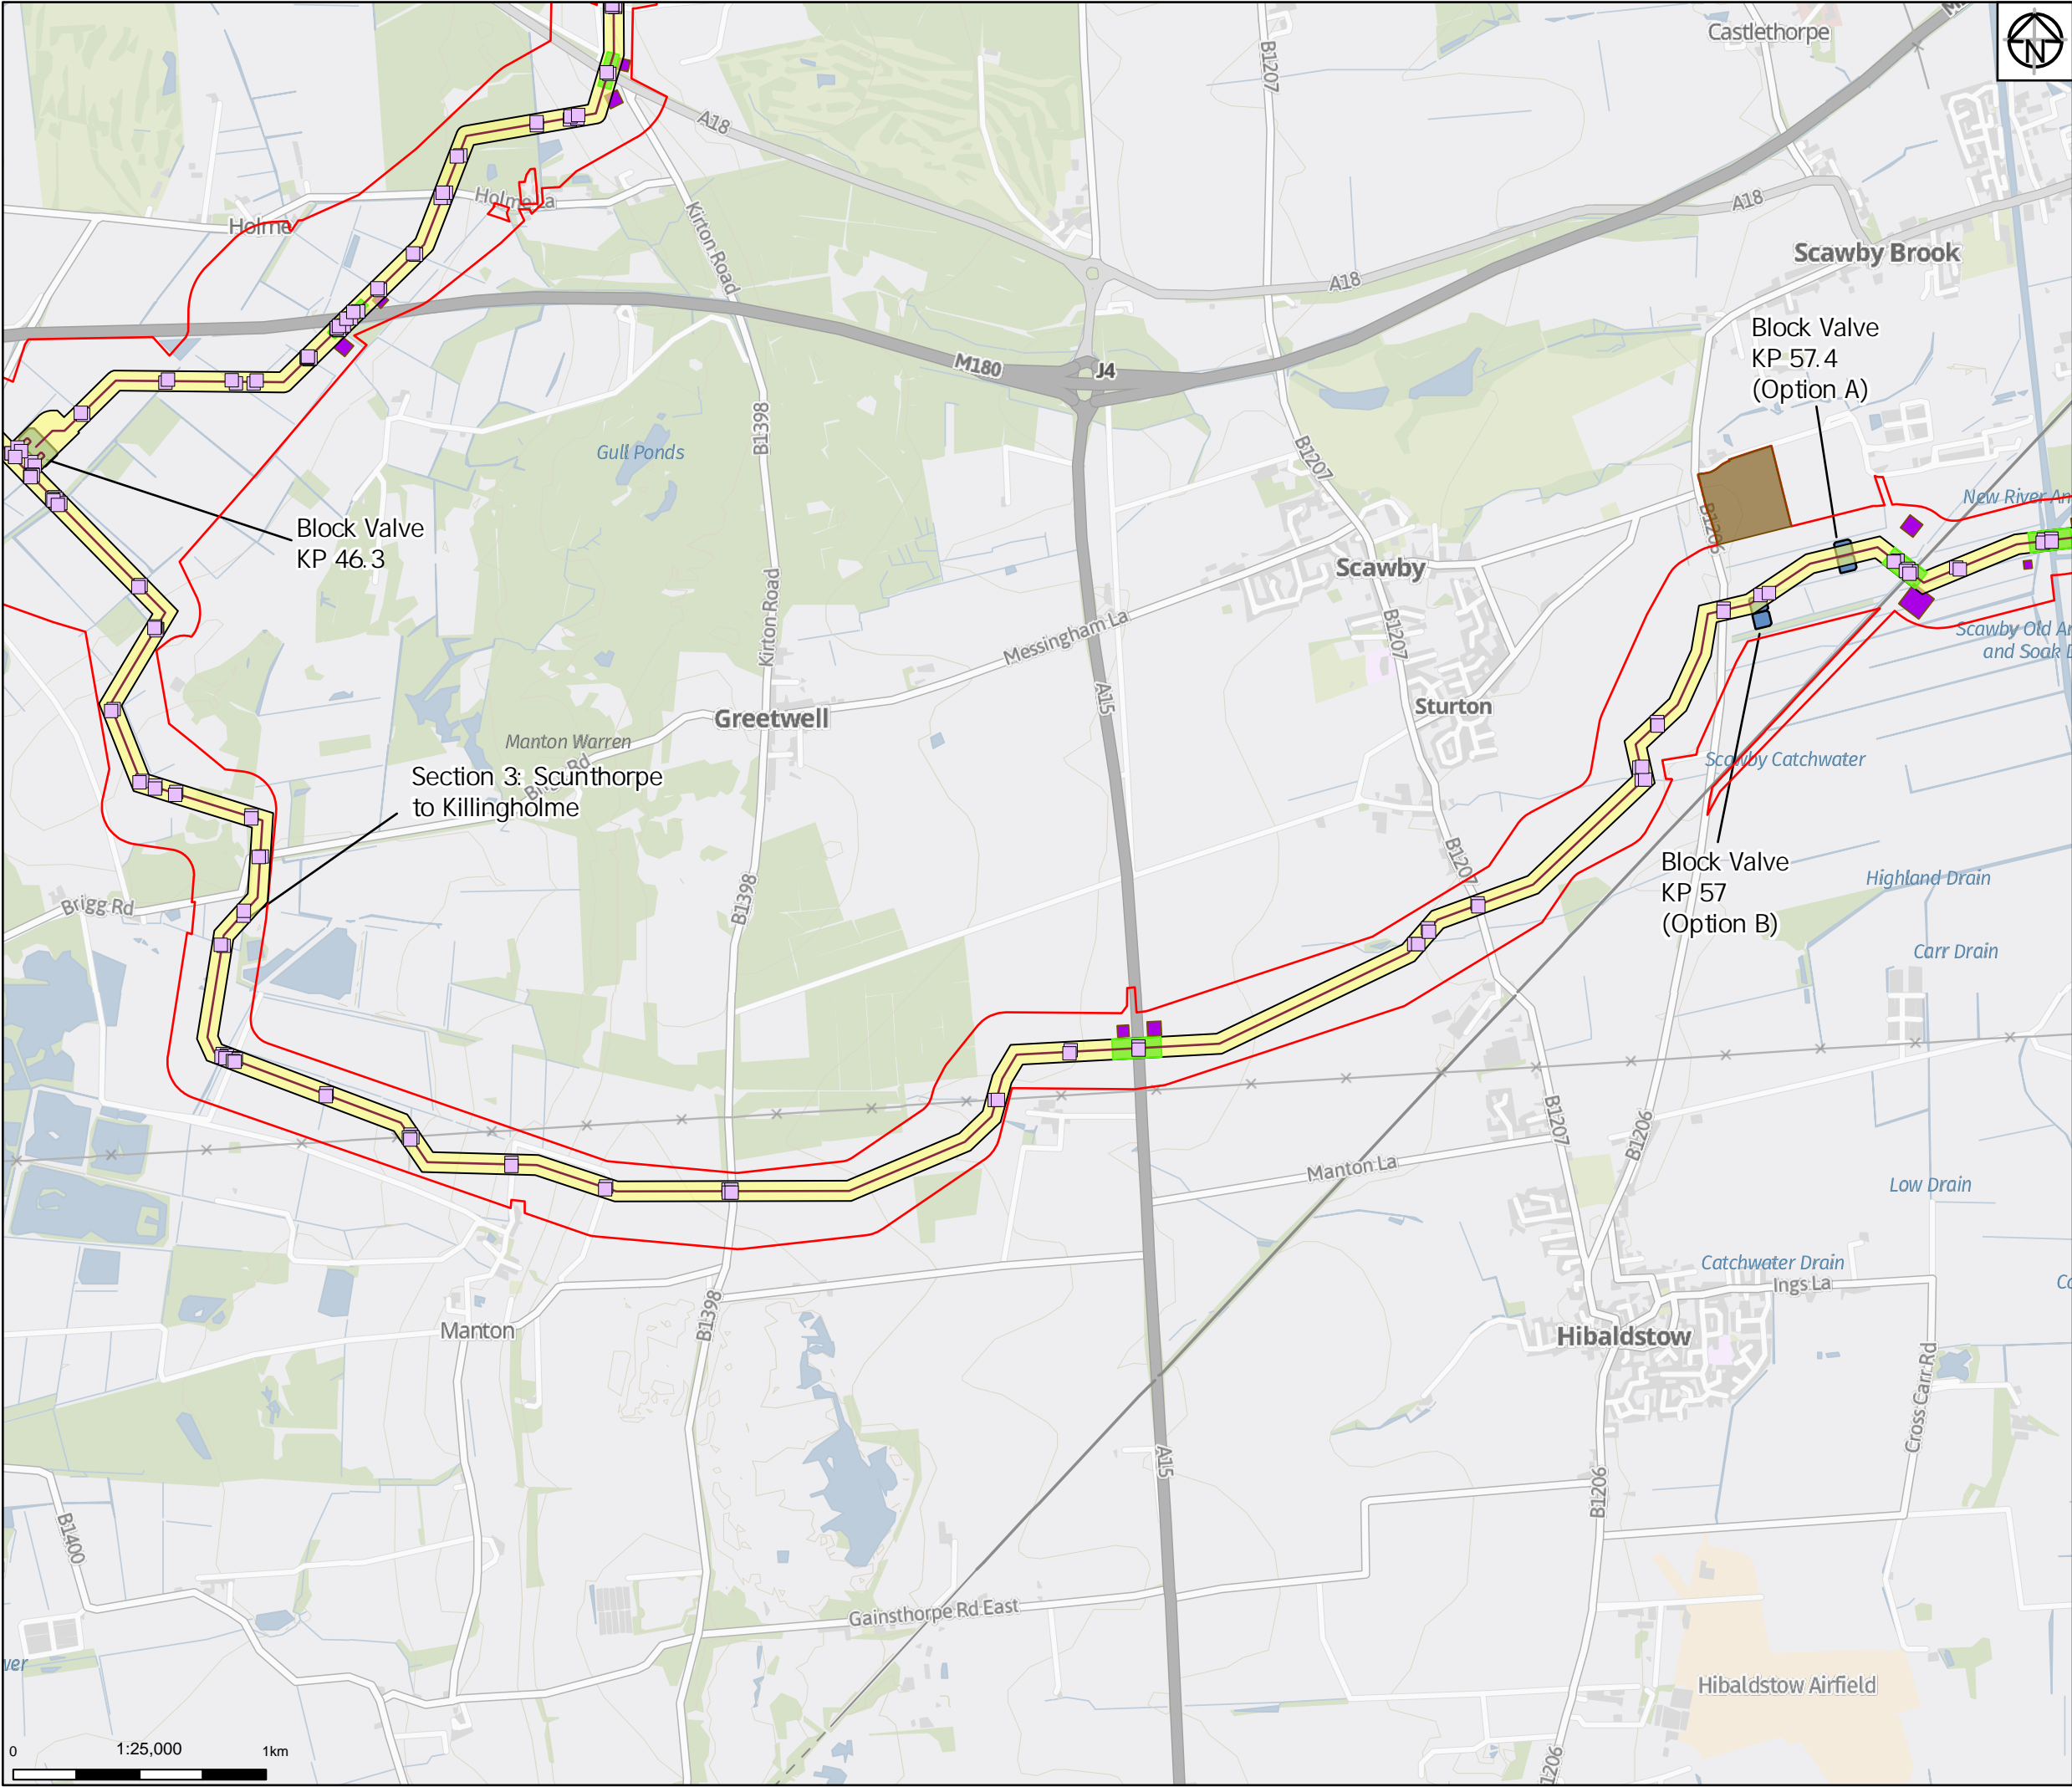 Castlethorpe
N
B1207
A18
A18
Holme La
Holme
Kirton Road
Scawby Brook
A18
Block Valve
KP 57.4
(Option A)
M180
J4
B1398
Gull Ponds
B1207
New River An
B1206
Block Valve
KP 46.3
Scawby
Kirton Road
Messingham La
B1207
Scawby Old An
and Soak D
A15
Sturton
Greetwell
Manton Warren
Brigg Rd
Scawby Catchwater
Section 3: Scunthorpe
to Killingholme
B1207
Block Valve
KP 57
(Option B)
Highland Drain
B1398
Brigg Rd
Carr Drain
B1207
B1206
Manton La
Low Drain
Catchwater Drain
Ings La
B1398
Manton
Hibaldstow
Cross Carr Rd
A15
B1206
B1400
Gainsthorpe Rd East
Hibaldstow Airfield
0
1:25,000
1km
1206